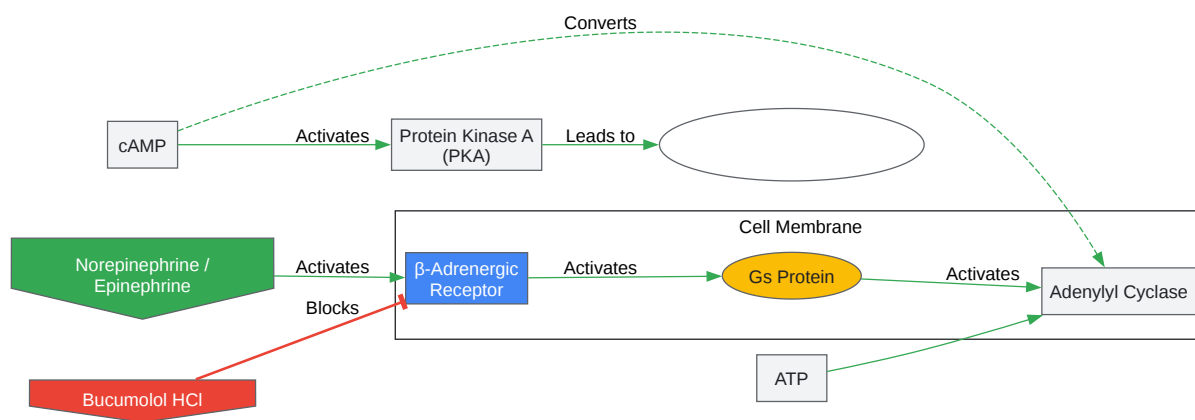 Converts
cAMP
Activates
Protein Kinase A
(PKA)
Leads to
Cell Membrane
Norepinephrine /
Epinephrine
Activates
β-Adrenergic
Receptor
Activates
Gs Protein
Activates
Adenylyl Cyclase
Blocks
ATP
Bucumolol HCl